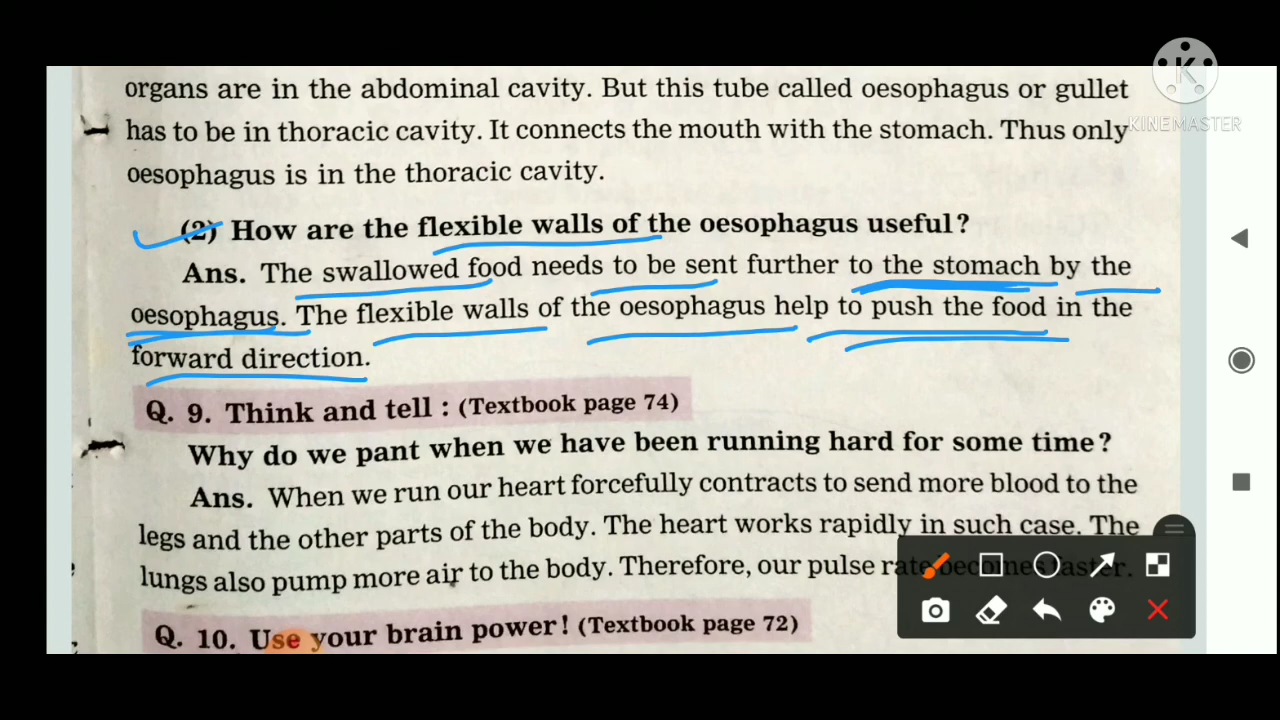 organs are in the abdominal cavity. But this tube called oesophagus or gullet
has to be in thoracic cavity. It connects the mouth with the stomach. Thus only
oesophagus is in the thoracic cavity.
KINEMASTER
(2) How are the flexible walls of the oesophagus useful?
Ans. The swallowed food needs to be sent further to the stomach by the
oesophagus. The flexible walls of the oesophagus help to push the food in the
forward direction.
Q. 9. Think and tell : (Textbook page 74)
Why do we pant when we have been running hard for some time?
Ans. When we run our heart forcefully contracts to send more blood to the
legs and the other parts of the body. The heart works rapidly in such case. The
lungs also pump more air to the body. Therefore, our pulse rate becomes faster.
Q. 10. Use your brain power! (Textbook page 72)